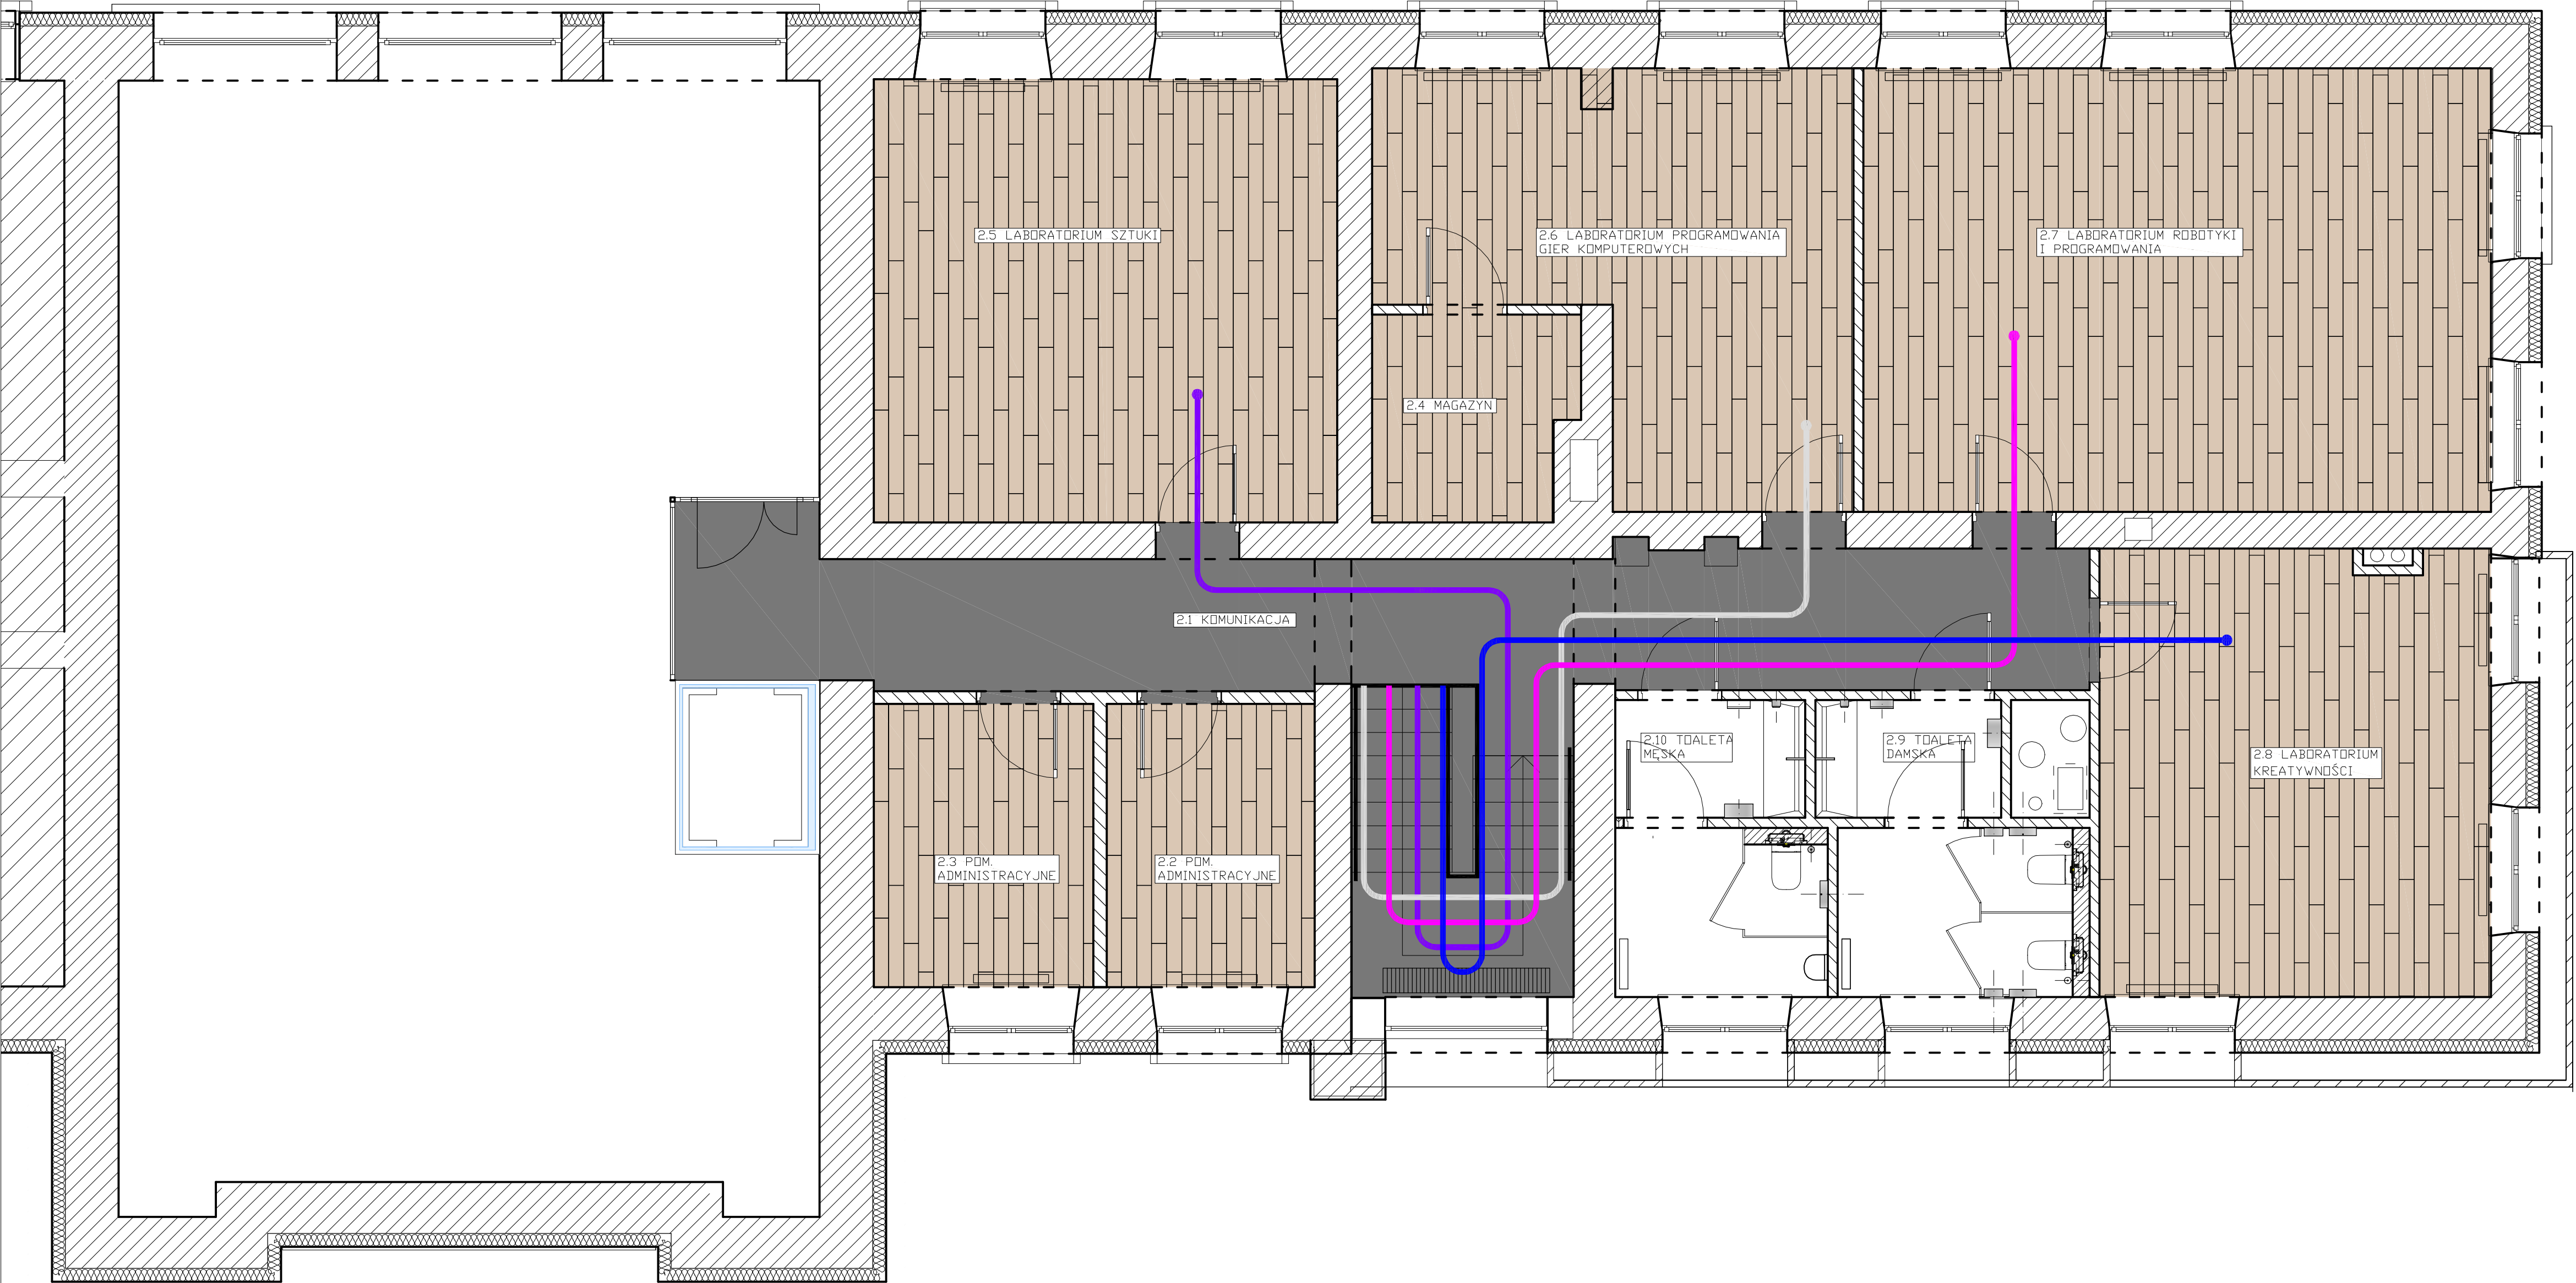 2.5 LABORATORIUM SZTUKI
2.6 LABORATORIUM PROGRAMOWANIA
GIER KOMPUTEROWYCH
2.7 LABORATORIUM ROBOTYKI
I PROGRAMOWANIA
2.4 MAGAZYN
2.1 KOMUNIKACJA
2.10 TOALETA
MĘSKA
2.9 TOALETA
DAMSKA
2.8 LABORATORIUM
KREATYWNOŚCI
2.3 POM.
ADMINISTRACYJNE
2.2 POM.
ADMINISTRACYJNE